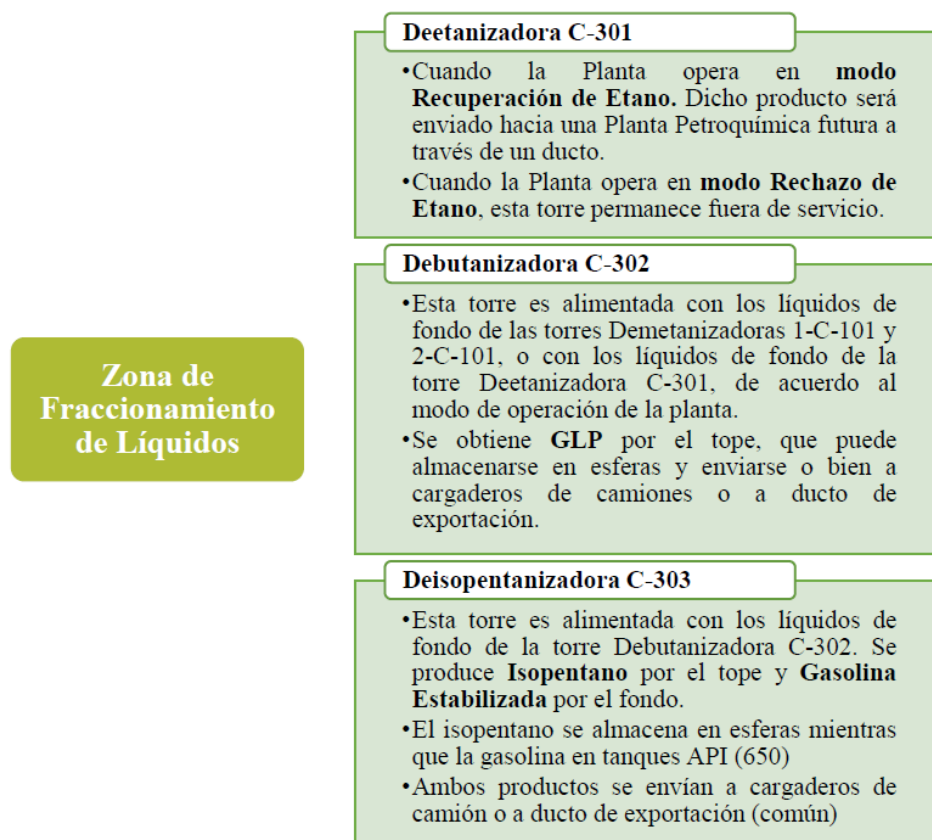 Zona de
Fraccionamiento
de Líquidos
Deetanizadora C-301
•Cuando la Planta opera en modo
Recuperación de Etano. Dicho producto será
enviado hacia una Planta Petroquímica futura a
través de un ducto.
•Cuando la Planta opera en modo Rechazo de
Etano, esta torre permanece fuera de servicio.
Debutanizadora C-302
•Esta torre es alimentada con los líquidos de
fondo de las torres Demetanizadoras 1-C-101 y
2-C-101, o con los líquidos de fondo de la
torre Deetanizadora C-301, de acuerdo al
modo de operación de la planta.
•Se obtiene GLP por el tope, que puede
almacenarse en esferas y enviarse o bien a
cargaderos de camiones o a ducto de
exportación.
Deisopentanizadora C-303
•Esta torre es alimentada con los líquidos de
fondo de la torre Debutanizadora C-302. Se
produce Isopentano por el tope y Gasolina
Estabilizada por el fondo.
•El isopentano se almacena en esferas mientras
que la gasolina en tanques API (650)
•Ambos productos se envían a cargaderos de
camión o a ducto de exportación (común)